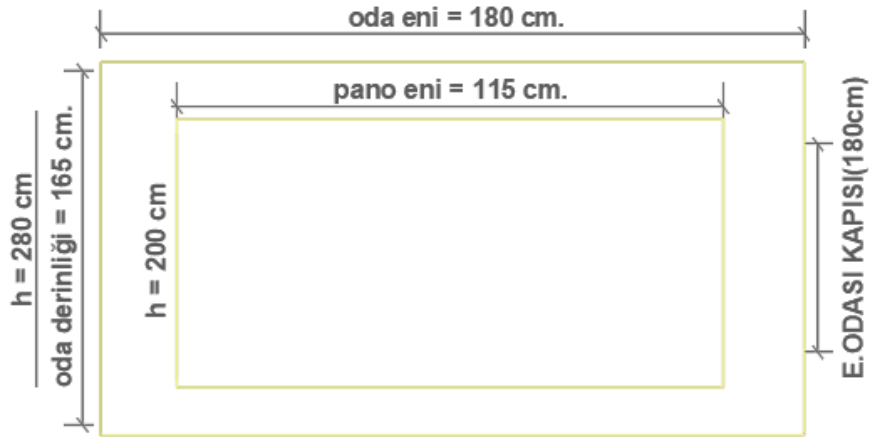 oda eni = 180 cm.
pano eni = 115 cm.
h = 280 cm
oda derinliği = 165 cm.
h = 200 cm
E.ODASI KAPISI(180cm)